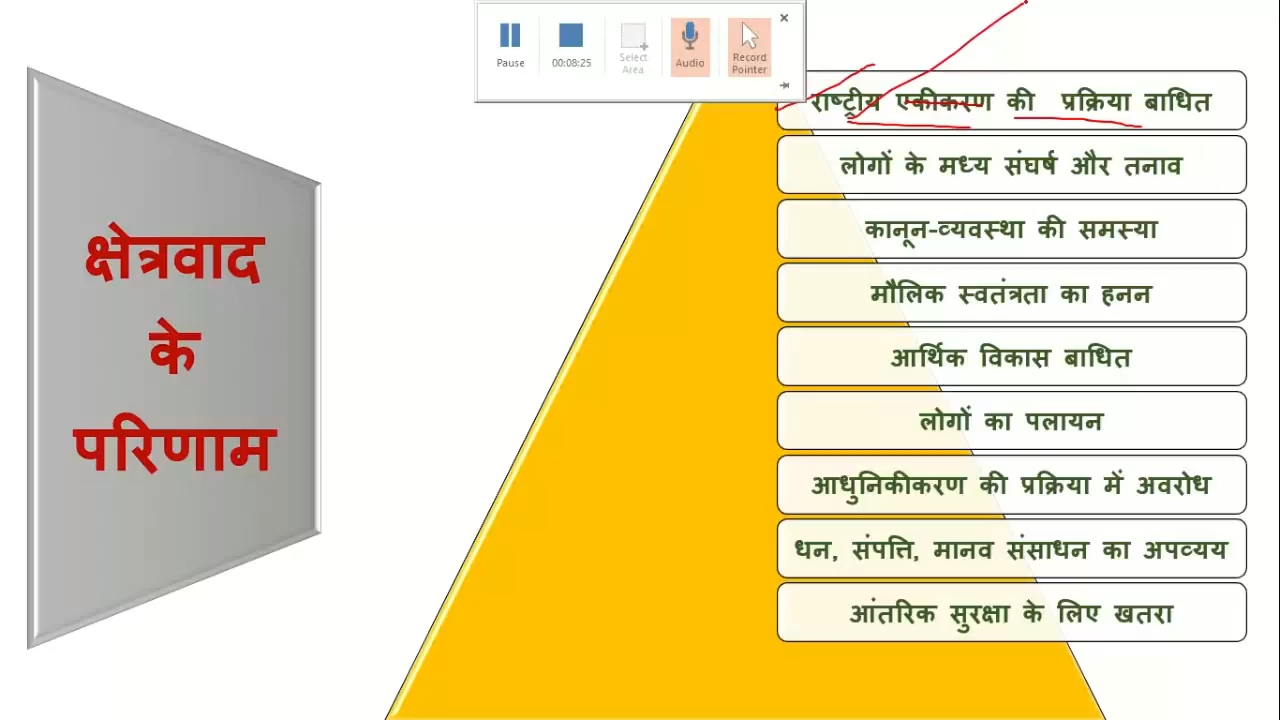 Pause
00:08:25
Select
Area
Audio
Record
Pointer
क्षेत्रवाद
के
परिणाम
राष्ट्रीय एकीकरण की प्रक्रिया बाधित
लोगों के मध्य संघर्ष और तनाव
कानून-व्यवस्था की समस्या
मौलिक स्वतंत्रता का हनन
आर्थिक विकास बाधित
लोगों का पलायन
आधुनिकीकरण की प्रक्रिया में अवरोध
धन, संपत्ति, मानव संसाधन का अपव्यय
आंतरिक सुरक्षा के लिए खतरा